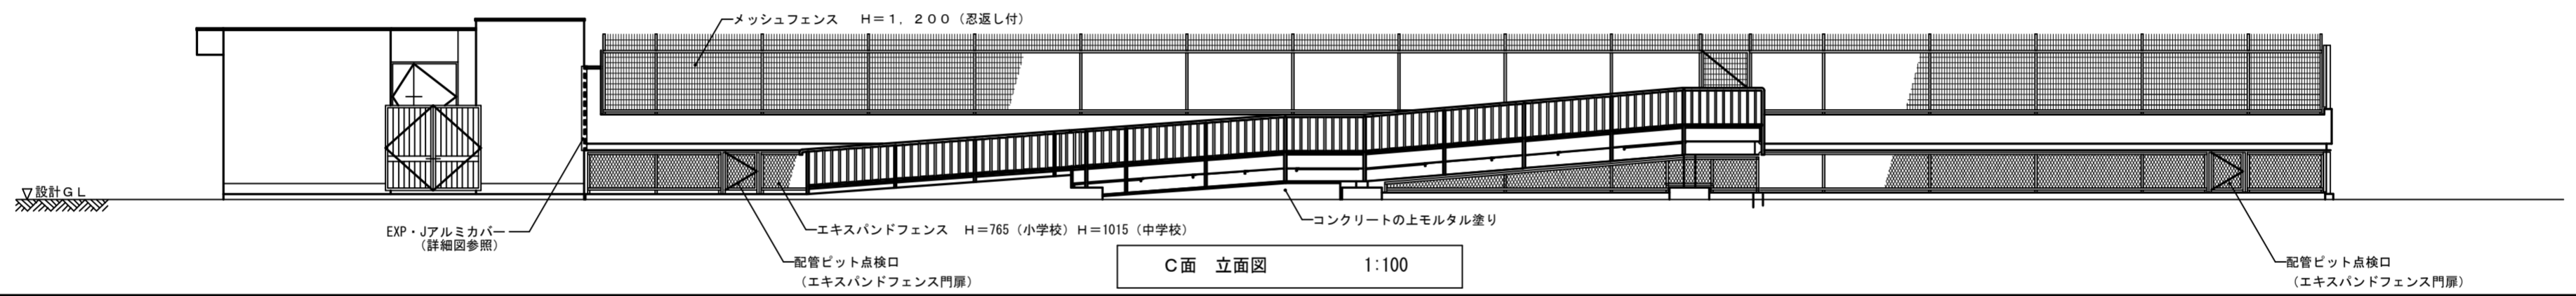 メッシュフェンス　H＝1，200（忍返し付）
▽設計GL
EXP・Jアルミカバー
（詳細図参照）
エキスパンドフェンス　H＝765（小学校）H＝1015（中学校）
コンクリートの上モルタル塗り
配管ピット点検口
（エキスパンドフェンス門扉）
C面　立面図　1:100
配管ピット点検口
（エキスパンドフェンス門扉）